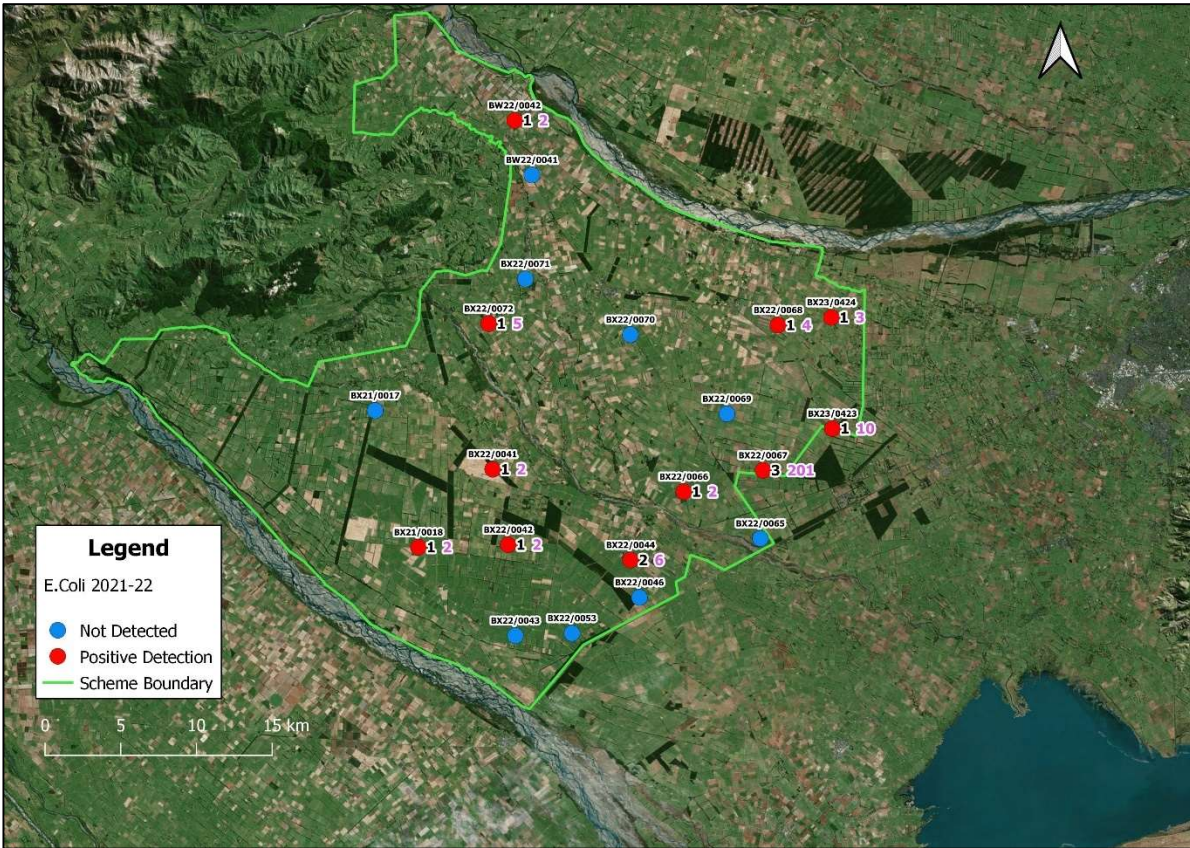 BW22/0042
1 2
BW22/0041
BX22/0071
BX22/0072
1 5
BX22/0070
BX22/0068
1 4
BX23/0424
1 3
BX21/0017
BX22/0069
BX23/0423
1 10
BX22/0041
1 2
BX22/0067
3 201
BX22/0066
1 2
BX21/0018
1 2
BX22/0042
1 2
BX22/0065
BX22/0044
2 6
BX22/0046
BX22/0043
BX22/0053
Legend
E.Coli 2021-22
Not Detected
Positive Detection
Scheme Boundary
0 5 10 15 km